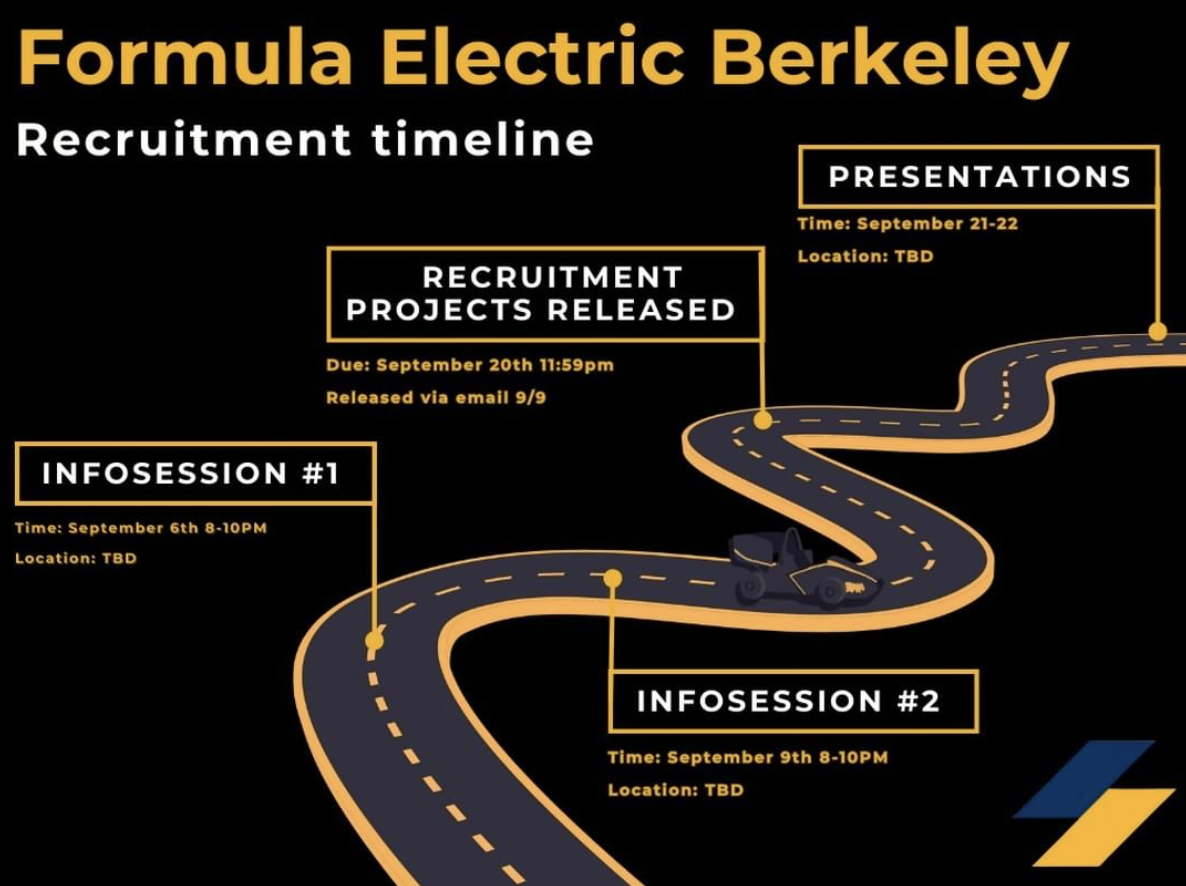 Formula Electric Berkeley
Recruitment timeline
PRESENTATIONS
Time: September 21-22
Location: TBD
RECRUITMENT
PROJECTS RELEASED
Due: September 20th 11:59pm
Released via email 9/9
INFOSESSION #1
Time: September 6th 8-10PM
Location: TBD
INFOSESSION #2
Time: September 9th 8-10PM
Location: TBD